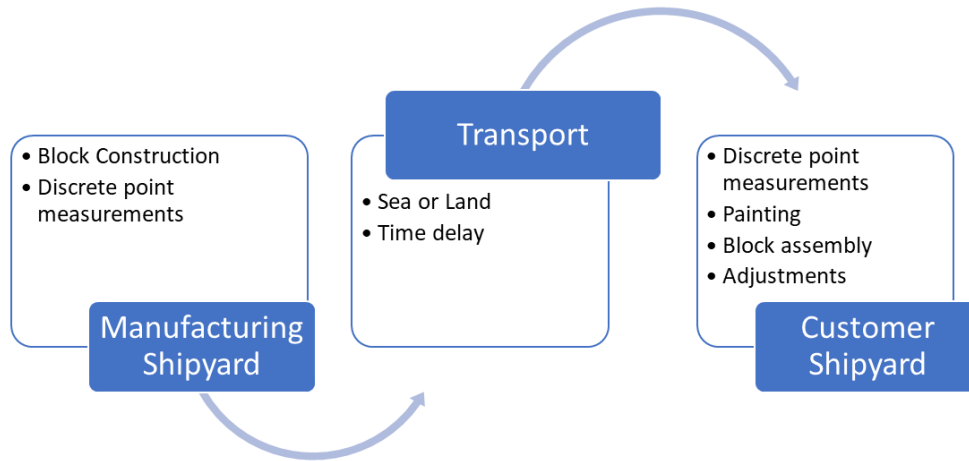 • Block Construction
• Discrete point
measurements
Manufacturing
Shipyard
Transport
• Sea or Land
• Time delay
• Discrete point
measurements
• Painting
• Block assembly
• Adjustments
Customer
Shipyard